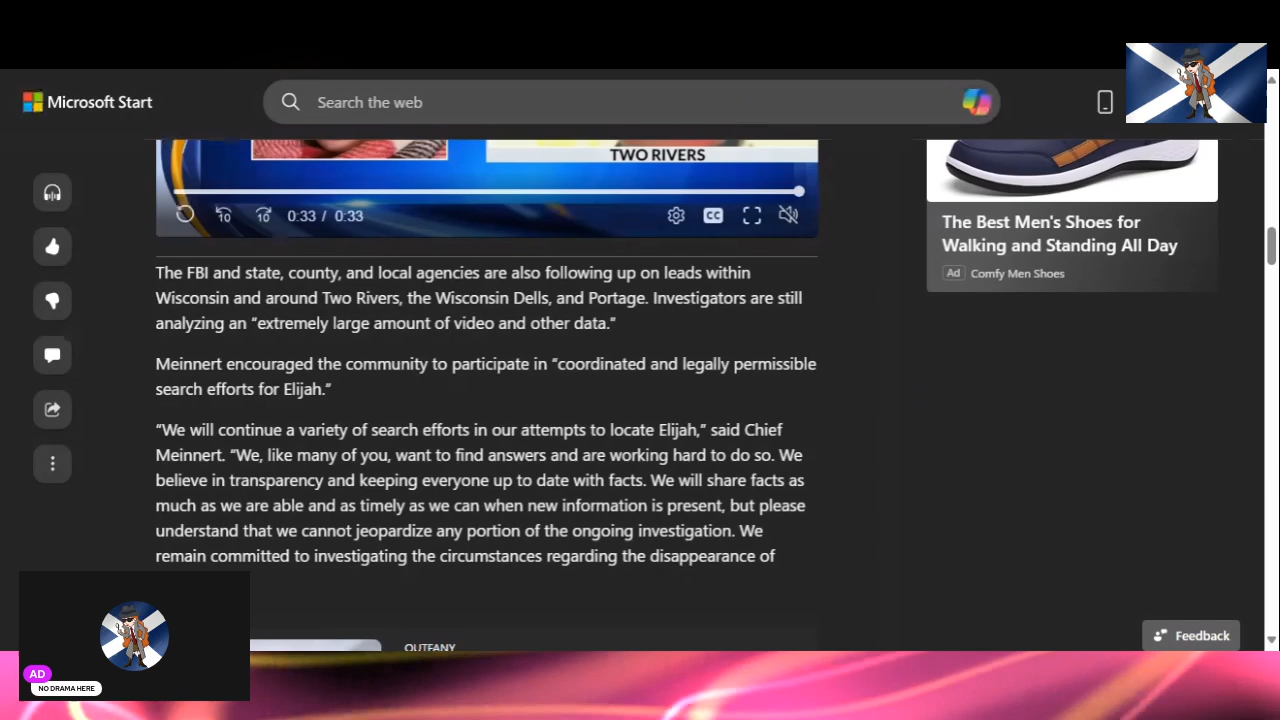 Microsoft Start
Search the web
TWO RIVERS
10
10
0:33 / 0:33
CC
The FBI and state, county, and local agencies are also following up on leads within
Wisconsin and around Two Rivers, the Wisconsin Dells, and Portage. Investigators are still
analyzing an “extremely large amount of video and other data.”
Meinnert encouraged the community to participate in “coordinated and legally permissible
search efforts for Elijah.”
“We will continue a variety of search efforts in our attempts to locate Elijah,” said Chief
Meinnert. “We, like many of you, want to find answers and are working hard to do so. We
believe in transparency and keeping everyone up to date with facts. We will share facts as
much as we are able and as timely as we can when new information is present, but please
understand that we cannot jeopardize any portion of the ongoing investigation. We
remain committed to investigating the circumstances regarding the disappearance of
The Best Men's Shoes for
Walking and Standing All Day
Ad Comfy Men Shoes
OUTFANY
Feedback
AD
NO DRAMA HERE